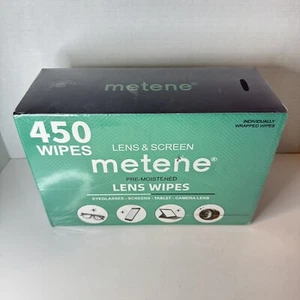 metene®
450
WIPES
INDIVIDUALLY
WRAPPED WIPES
LENS & SCREEN
metene®
PRE-MOISTENED
LENS WIPES
EYEGLASSES • SCREENS • TABLET • CAMERA LENS